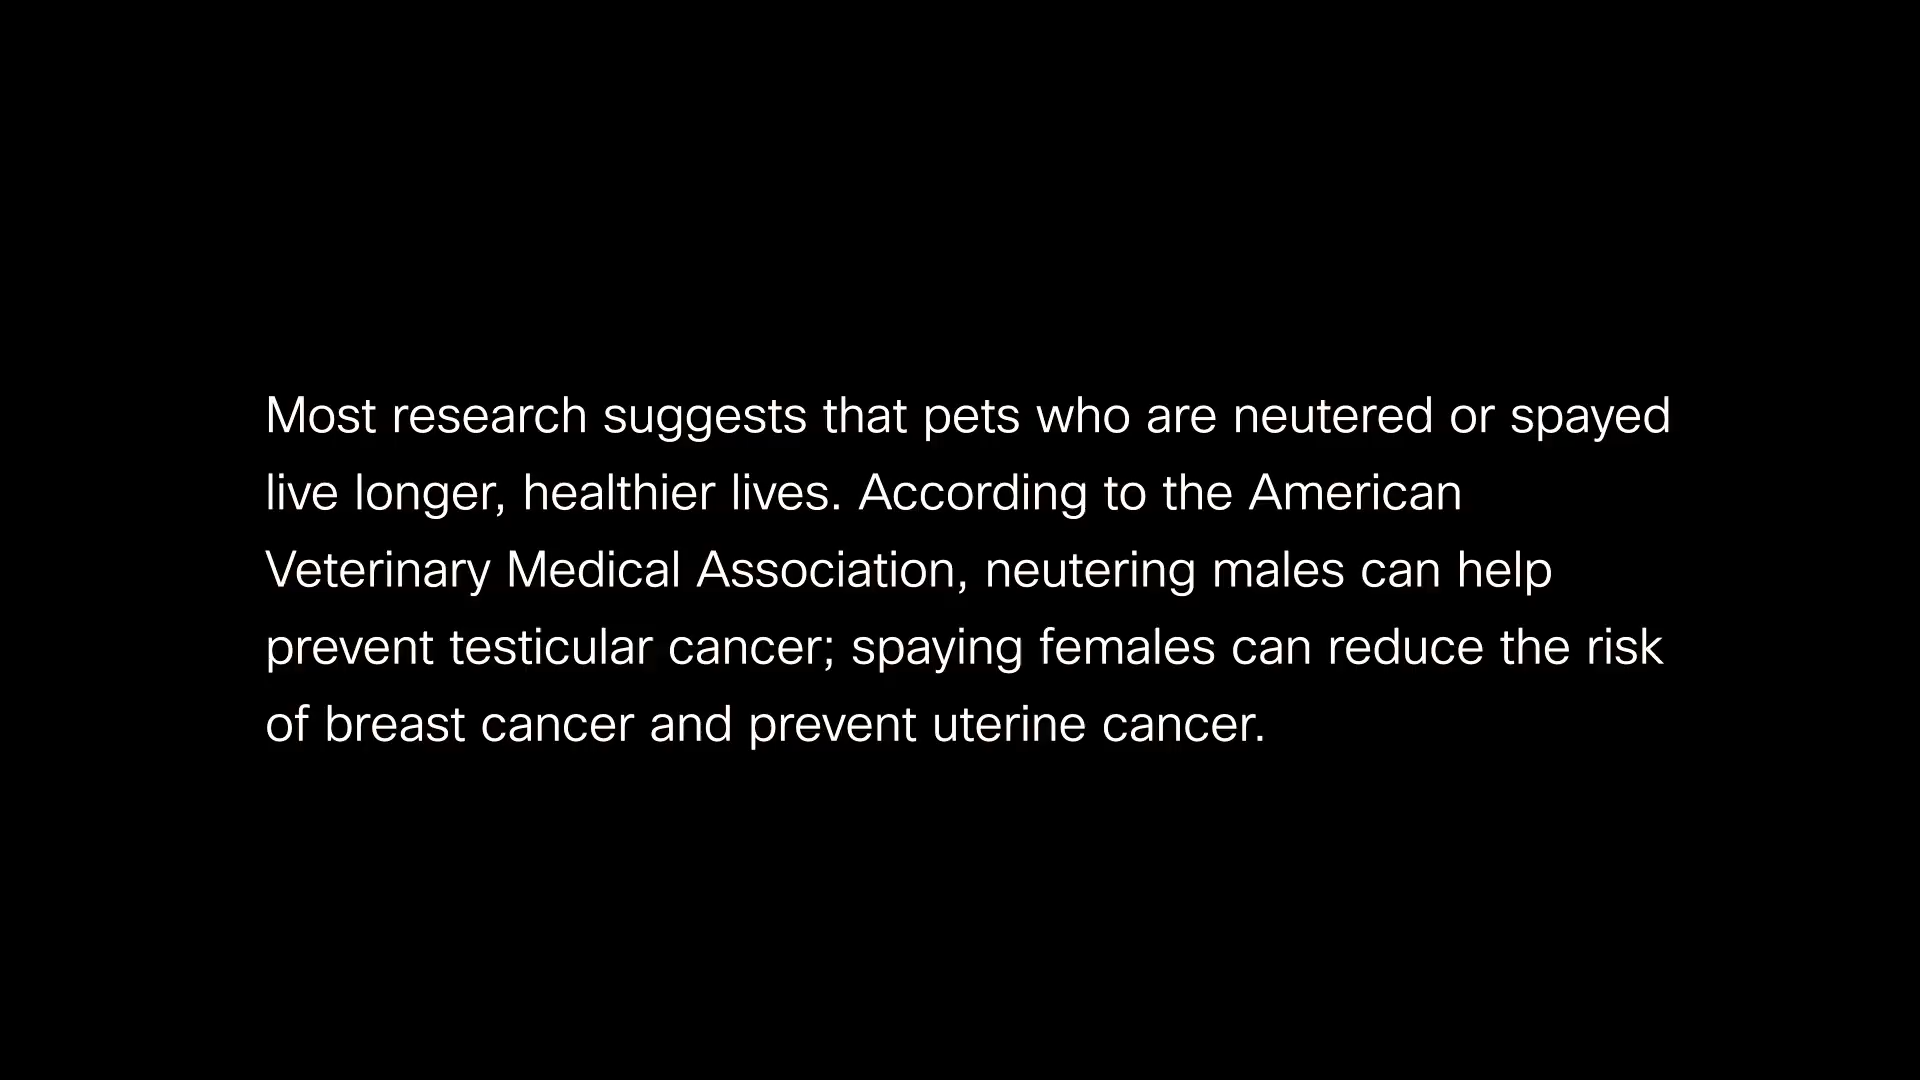 Most research suggests that pets who are neutered or spayed
live longer, healthier lives. According to the American
Veterinary Medical Association, neutering males can help
prevent testicular cancer; spaying females can reduce the risk
of breast cancer and prevent uterine cancer.